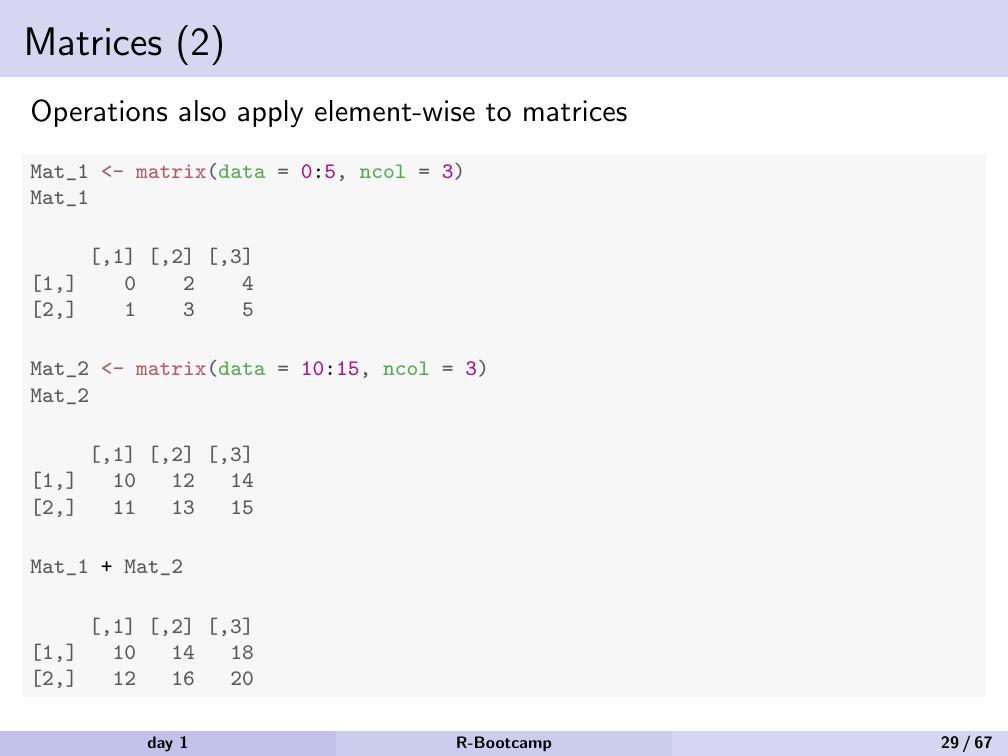 Matrices (2)
Operations also apply element-wise to matrices
Mat_1 <- matrix(data = 0:5, ncol = 3)
Mat_1
     [,1] [,2] [,3]
[1,]    0    2    4
[2,]    1    3    5
Mat_2 <- matrix(data = 10:15, ncol = 3)
Mat_2
     [,1] [,2] [,3]
[1,]   10   12   14
[2,]   11   13   15
Mat_1 + Mat_2
     [,1] [,2] [,3]
[1,]   10   14   18
[2,]   12   16   20
day 1 R-Bootcamp 29 / 67